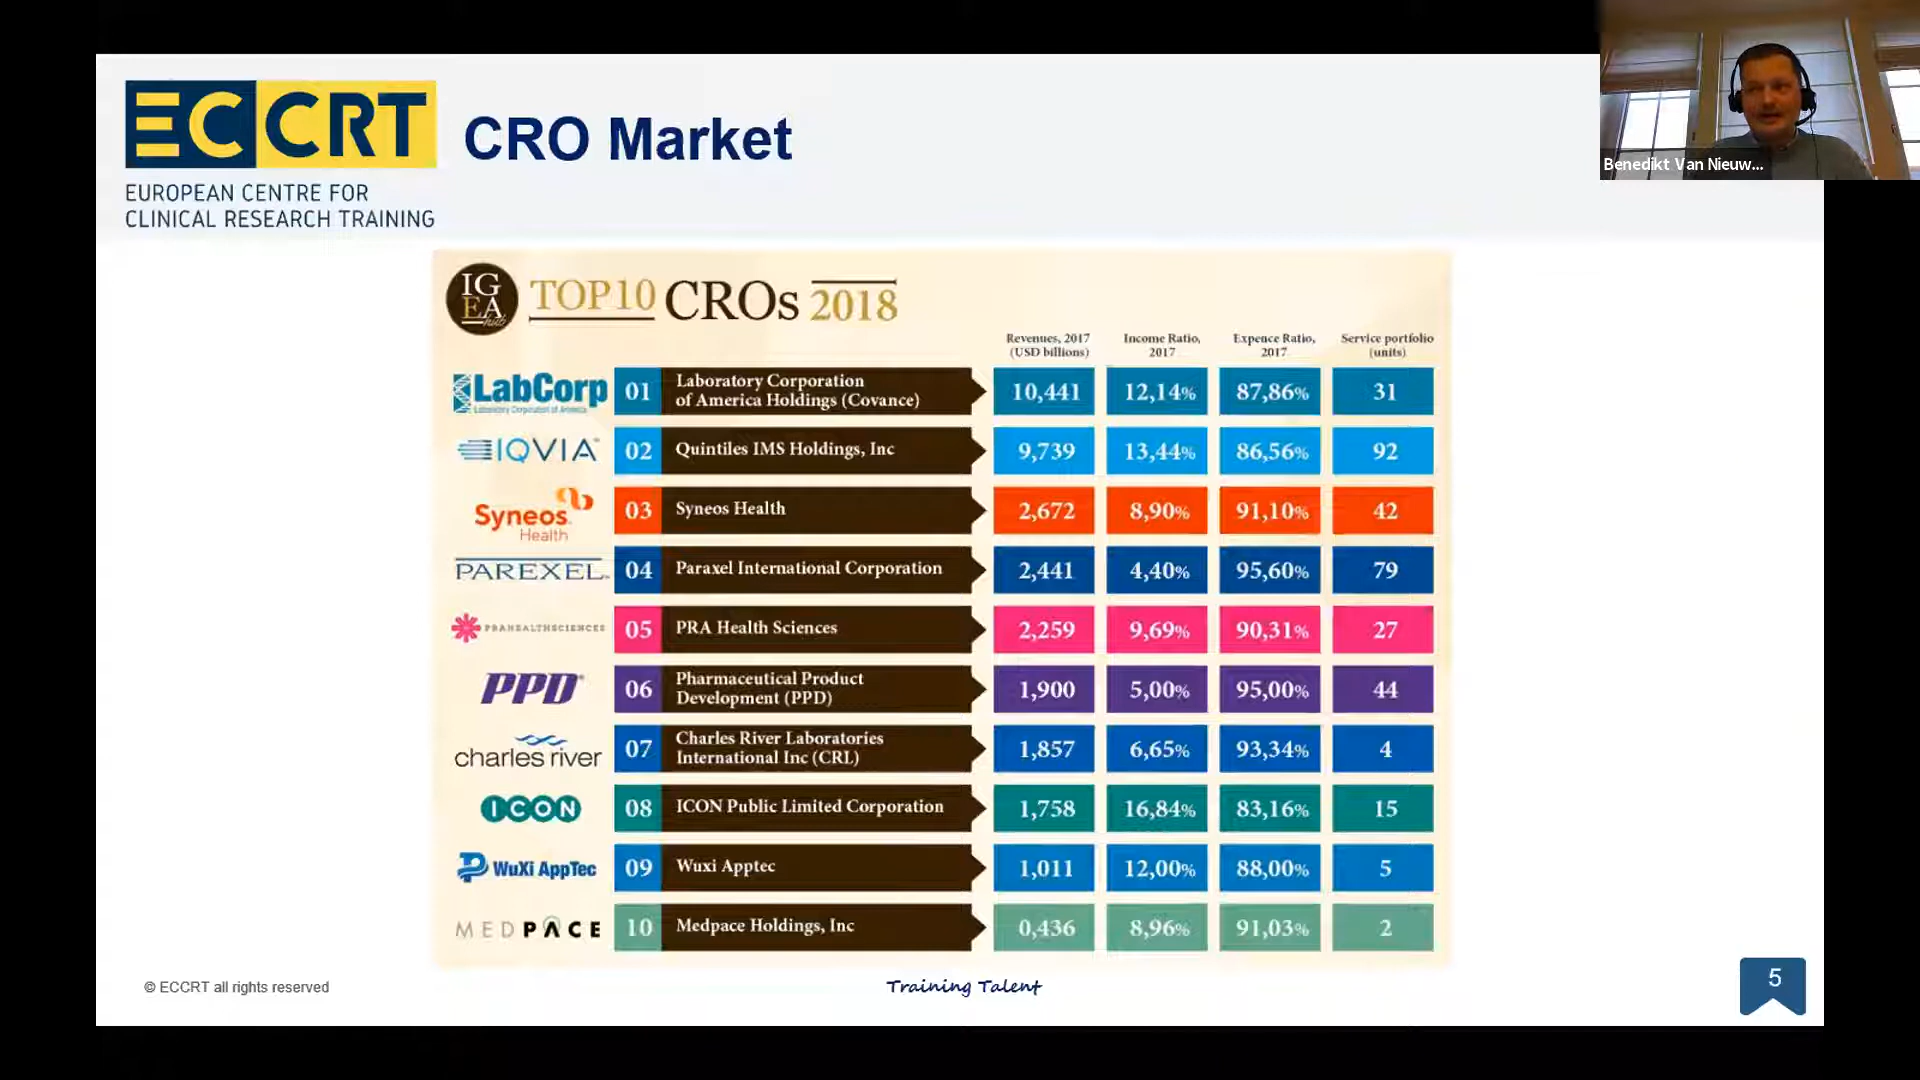 ECCRT
EUROPEAN CENTRE FOR
CLINICAL RESEARCH TRAINING
CRO Market
Benedikt Van Nieuw...
IG
EA
hub
TOP10 CROs 2018
Revenues, 2017
(USD billions)
Income Ratio,
2017
Expence Ratio,
2017
Service portfolio
(units)
LabCorp
Laboratory Corporation of America
01
Laboratory Corporation
of America Holdings (Covance)
10,441
12,14%
87,86%
31
IQVIA
02
Quintiles IMS Holdings, Inc
9,739
13,44%
86,56%
92
Syneos
Health
03
Syneos Health
2,672
8,90%
91,10%
42
PAREXEL
04
Paraxel International Corporation
2,441
4,40%
95,60%
79
PRAHEALTHSCIENCES
05
PRA Health Sciences
2,259
9,69%
90,31%
27
PPD
06
Pharmaceutical Product
Development (PPD)
1,900
5,00%
95,00%
44
charles river
07
Charles River Laboratories
International Inc (CRL)
1,857
6,65%
93,34%
4
ICON
08
ICON Public Limited Corporation
1,758
16,84%
83,16%
15
WuXi AppTec
09
Wuxi Apptec
1,011
12,00%
88,00%
5
MEDPACE
10
Medpace Holdings, Inc
0,436
8,96%
91,03%
2
© ECCRT all rights reserved
Training Talent
5